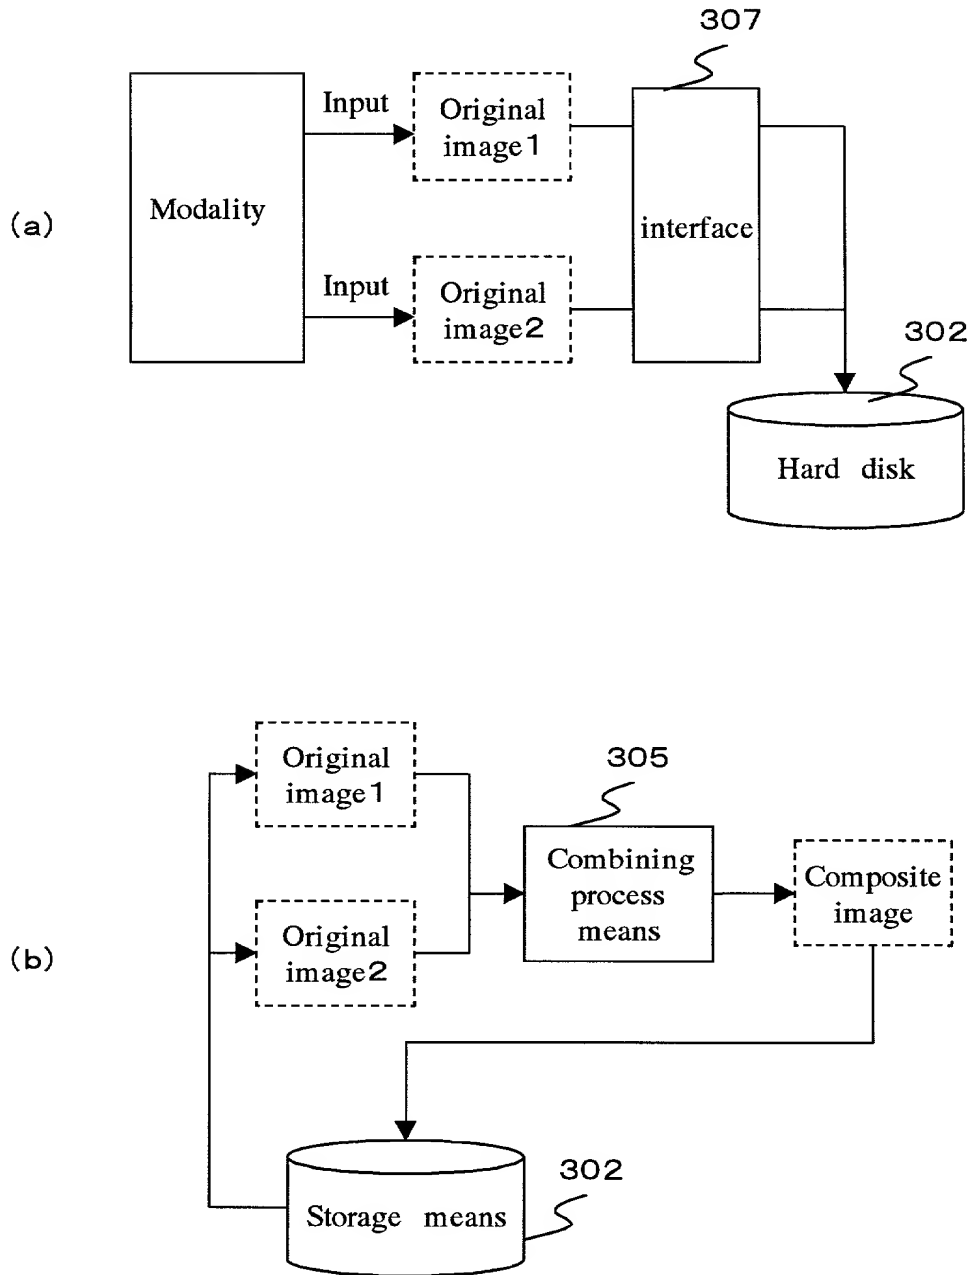 307
Input
Original
image1
Modality
(a)
interface
Input
Original
image2
302
Hard disk
Original
image1
305
Combining
process
means
Composite
image
Original
image2
(b)
302
Storage means